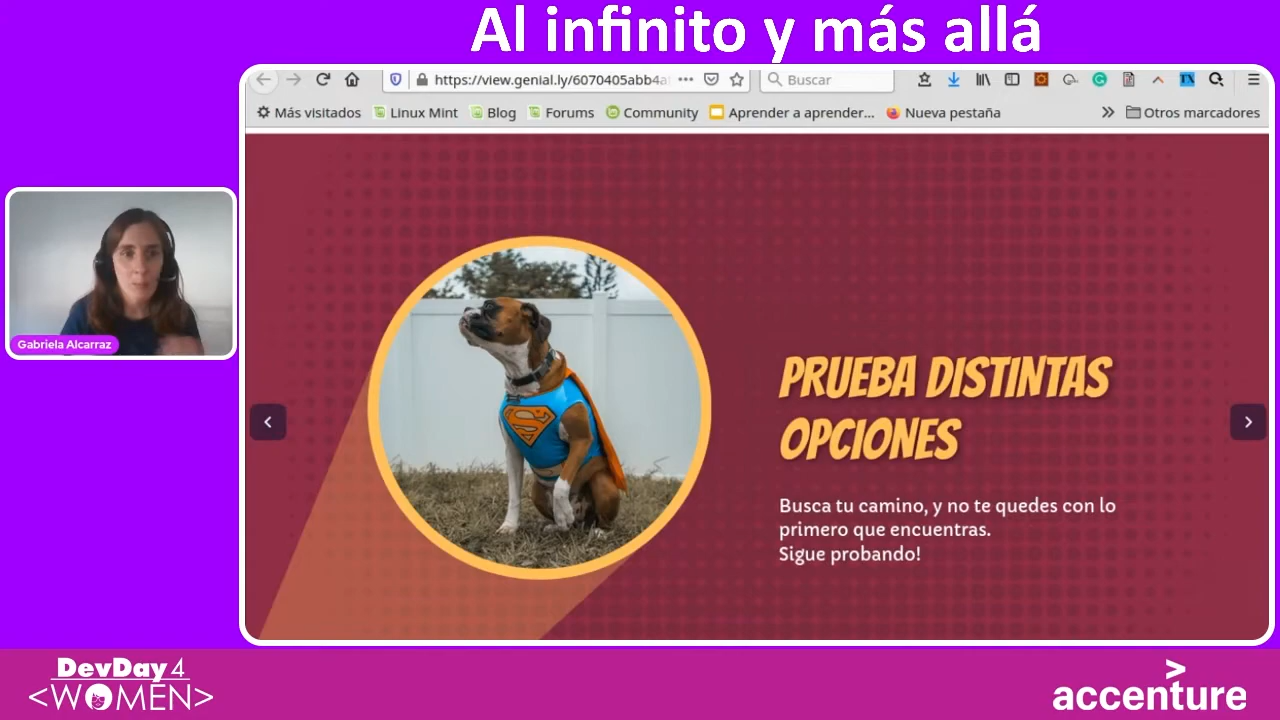 Al infinito y más allá
https://view.genial.ly/6070405abb4a
Buscar
Más visitados
Linux Mint
Blog
Forums
Community
Aprender a aprender...
Nueva pestaña
Otros marcadores
Gabriela Alcarraz
PRUEBA DISTINTAS
OPCIONES
Busca tu camino, y no te quedes con lo
primero que encuentras.
Sigue probando!
DevDay4
<WOMEN>
accenture